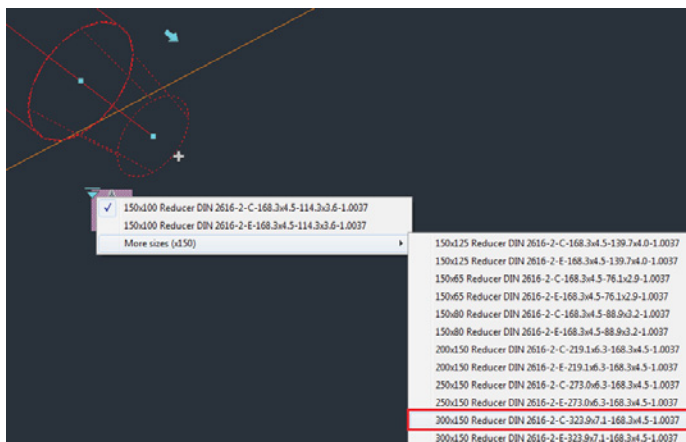 150x100 Reducer DIN 2616-2-C-168.3x4.5-114.3x3.6-1.0037
150x100 Reducer DIN 2616-2-E-168.3x4.5-114.3x3.6-1.0037
More sizes (x150)
150x125 Reducer DIN 2616-2-C-168.3x4.5-139.7x4.0-1.0037
150x125 Reducer DIN 2616-2-E-168.3x4.5-139.7x4.0-1.0037
150x65 Reducer DIN 2616-2-C-168.3x4.5-76.1x2.9-1.0037
150x65 Reducer DIN 2616-2-E-168.3x4.5-76.1x2.9-1.0037
150x80 Reducer DIN 2616-2-C-168.3x4.5-88.9x3.2-1.0037
150x80 Reducer DIN 2616-2-E-168.3x4.5-88.9x3.2-1.0037
200x150 Reducer DIN 2616-2-C-219.1x6.3-168.3x4.5-1.0037
200x150 Reducer DIN 2616-2-E-219.1x6.3-168.3x4.5-1.0037
250x150 Reducer DIN 2616-2-C-273.0x6.3-168.3x4.5-1.0037
250x150 Reducer DIN 2616-2-E-273.0x6.3-168.3x4.5-1.0037
300x150 Reducer DIN 2616-2-C-323.9x7.1-168.3x4.5-1.0037
300x150 Reducer DIN 2616-2-E-323.9x7.1-168.3x4.5-1.0037